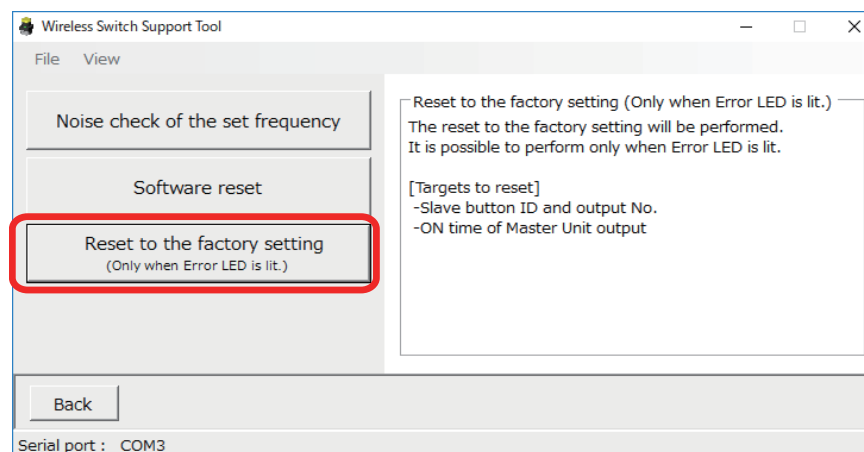 Wireless Switch Support Tool
File View
Noise check of the set frequency
Software reset
Reset to the factory setting
(Only when Error LED is lit.)
Reset to the factory setting (Only when Error LED is lit.)
The reset to the factory setting will be performed.
It is possible to perform only when Error LED is lit.
[Targets to reset]
-Slave button ID and output No.
-ON time of Master Unit output
Back
Serial port : COM3